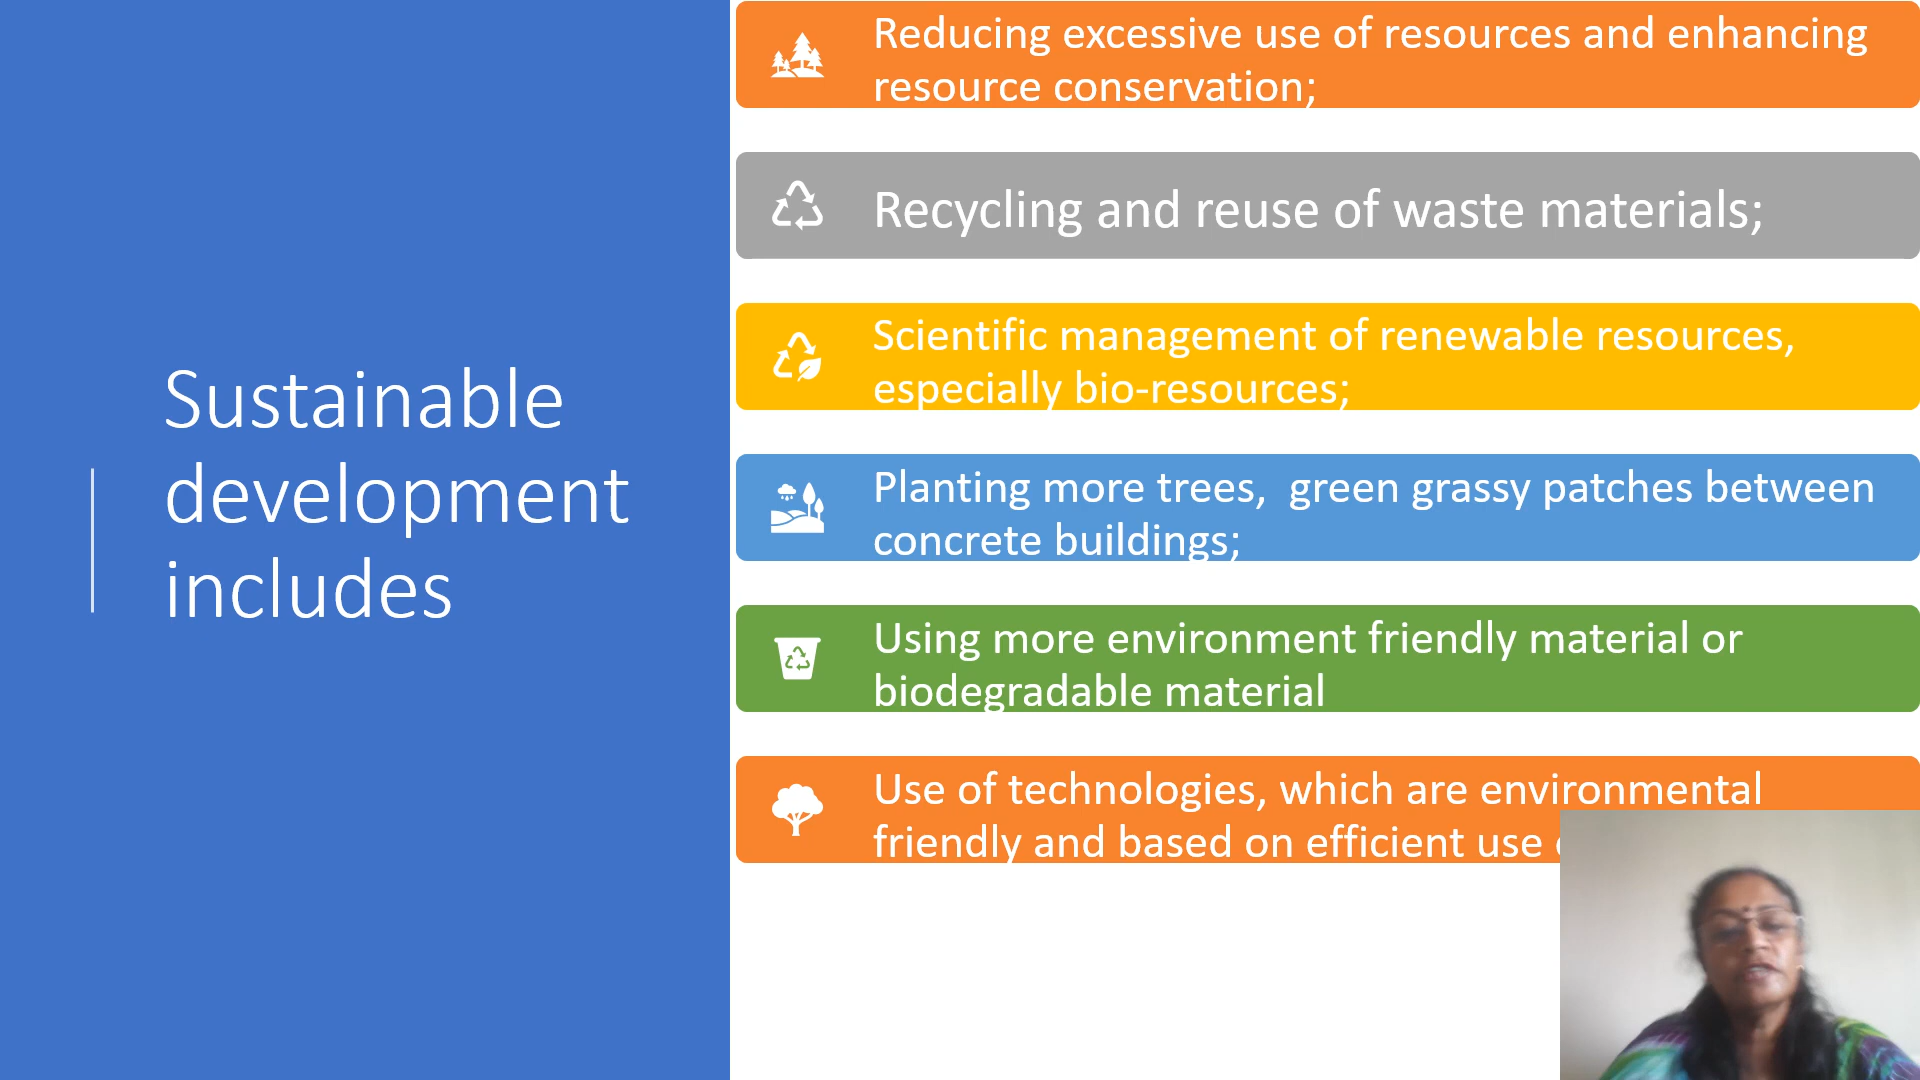 Sustainable
development
includes
Reducing excessive use of resources and enhancing
resource conservation;
Recycling and reuse of waste materials;
Scientific management of renewable resources,
especially bio-resources;
Planting more trees,  green grassy patches between
concrete buildings;
Using more environment friendly material or
biodegradable material
Use of technologies, which are environmental
friendly and based on efficient use